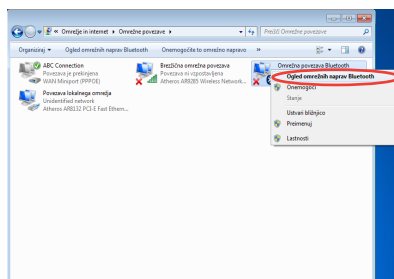 « Omrežje in internet ▸ Omrežne povezave ▸
Preišči Omrežne povezave
Organiziraj ▾ Ogled omrežnih naprav Bluetooth Onemogočite to omrežno napravo »
ABC Connection
Povezava je prekinjena
WAN Miniport (PPPOE)
Brezžična omrežna povezava
Povezava ni vzpostavljena
Atheros AR9285 Wireless Network...
Omrežna povezava Bluetooth
Povezava lokalnega omrežja
Unidentified network
Atheros AR8132 PCI-E Fast Ethern...
Ogled omrežnih naprav Bluetooth
Onemogoči
Stanje
Ustvari bližnjico
Preimenuj
Lastnosti